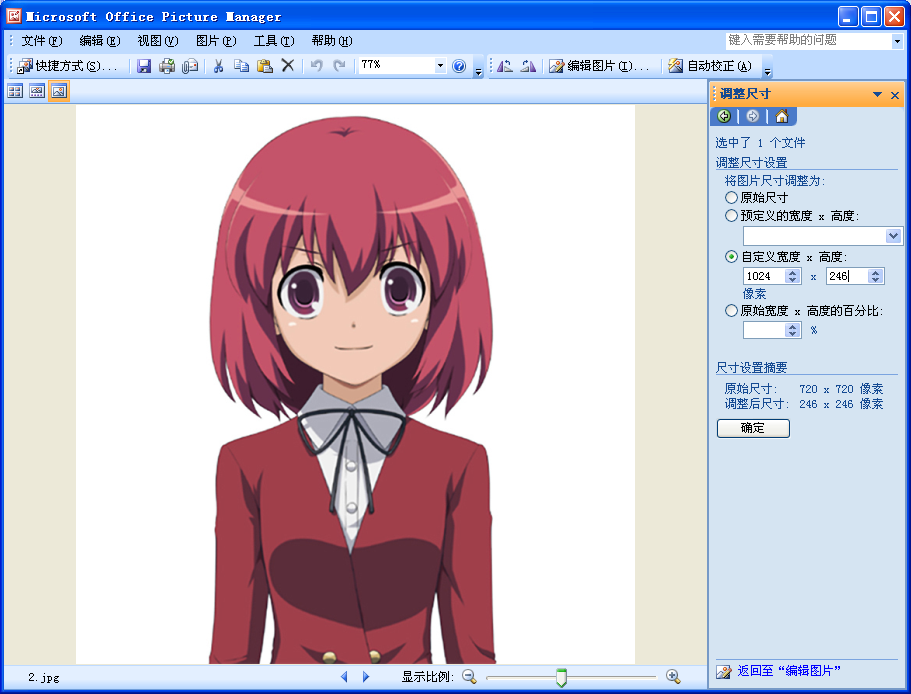 Microsoft Office Picture Manager
文件(F) 编辑(E) 视图(V) 图片(P) 工具(T) 帮助(H) 键入需要帮助的问题
快捷方式(S)... 77% 编辑图片(I)... 自动校正(A)
调整尺寸
选中了 1 个文件
调整尺寸设置
将图片尺寸调整为:
原始尺寸
预定义的宽度 x 高度:
自定义宽度 x 高度:
1024 x 246
像素
原始宽度 x 高度的百分比:
%
尺寸设置摘要
原始尺寸: 720 x 720 像素
调整后尺寸: 246 x 246 像素
确定
返回至“编辑图片”
2.jpg 显示比例: